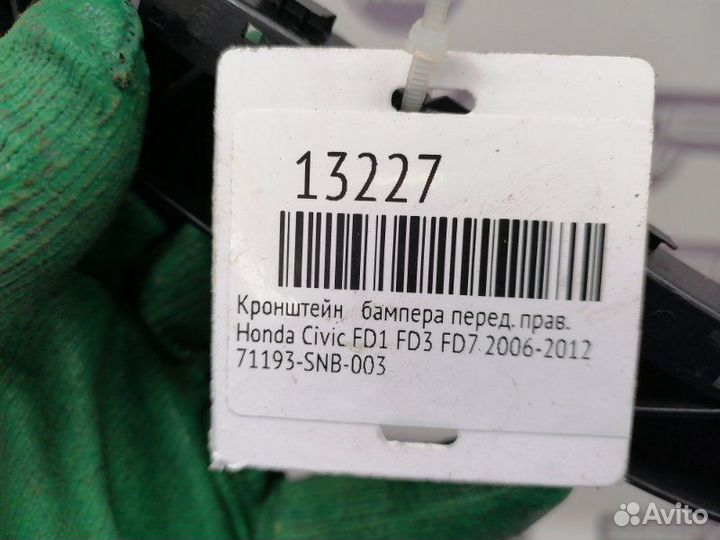 13227
Кронштейн бампера перед. прав.
Honda Civic FD1 FD3 FD7 2006-2012
71193-SNB-003
Avito